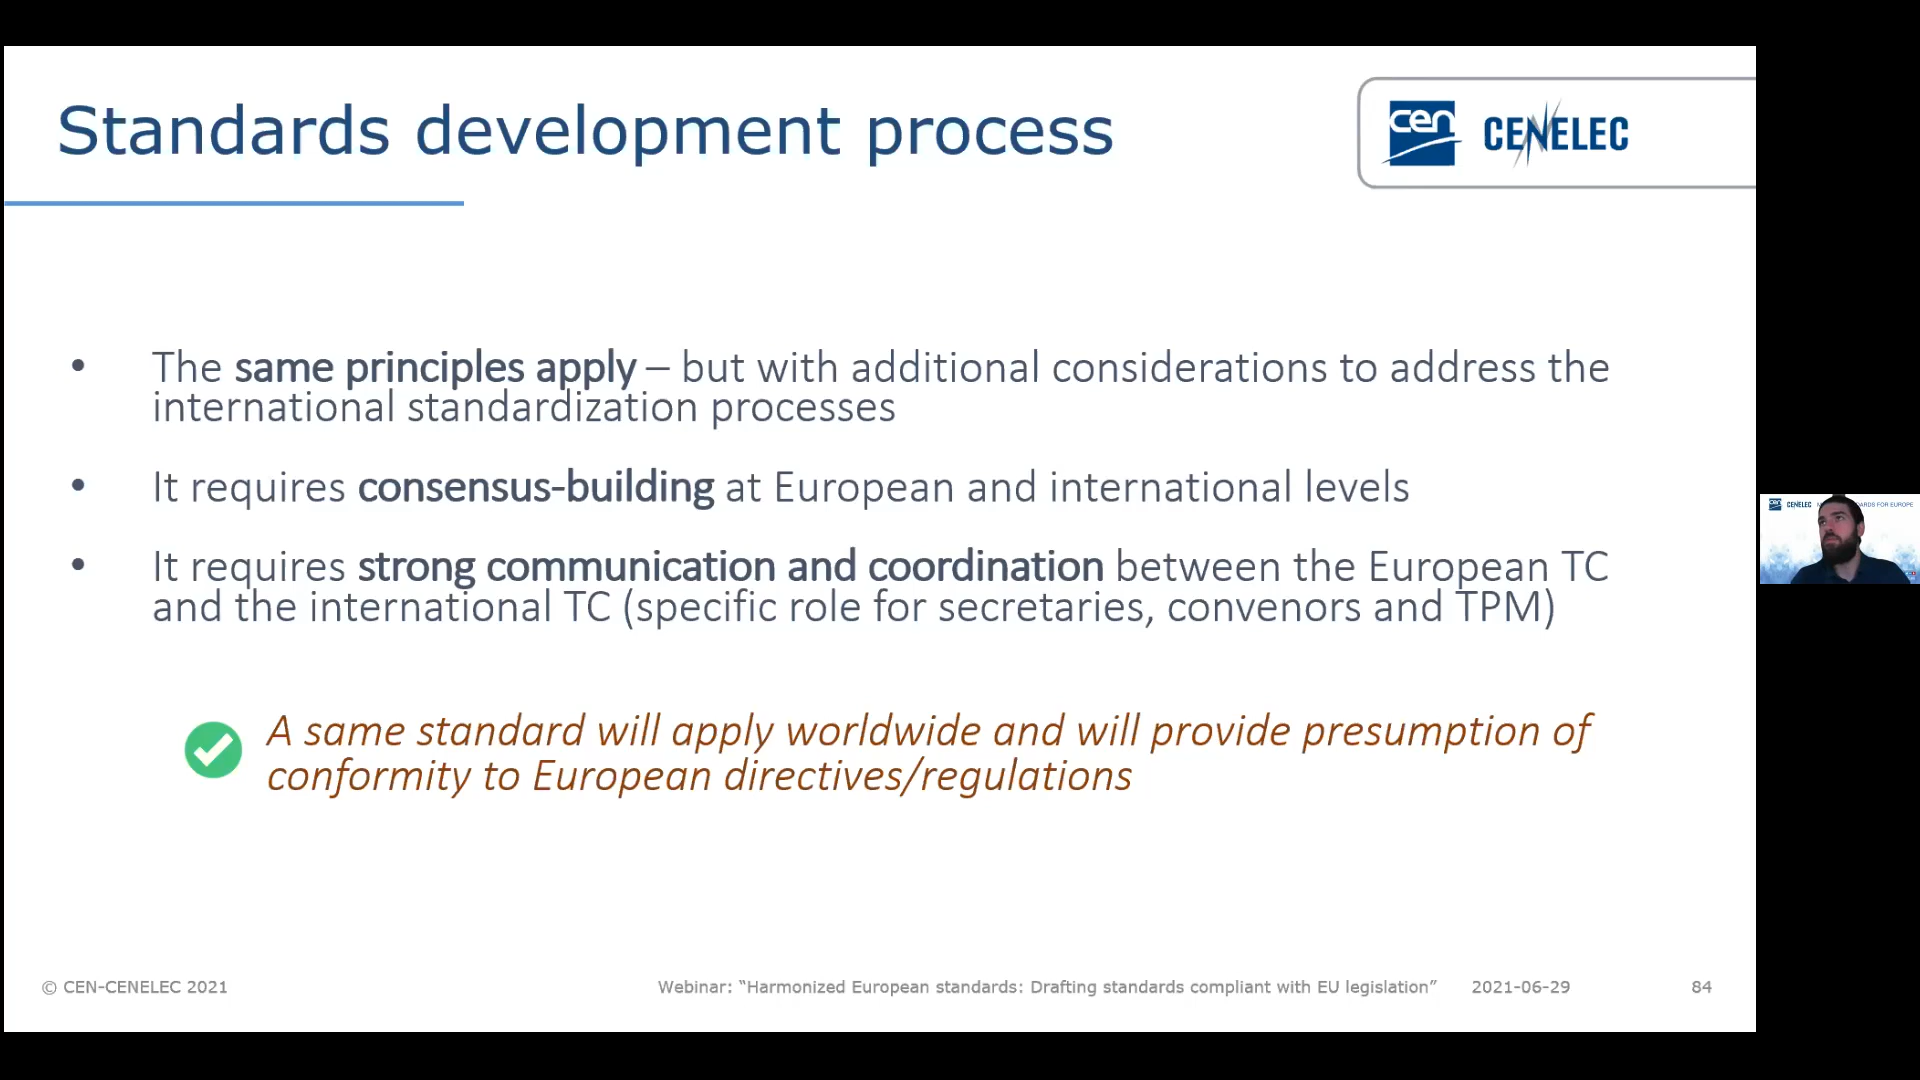 Standards development process
cen CENELEC
• The same principles apply – but with additional considerations to address the
international standardization processes
• It requires consensus-building at European and international levels
• It requires strong communication and coordination between the European TC
and the international TC (specific role for secretaries, convenors and TPM)
A same standard will apply worldwide and will provide presumption of
conformity to European directives/regulations
© CEN-CENELEC 2021 Webinar: “Harmonized European standards: Drafting standards compliant with EU legislation” 2021-06-29 84
cen CENELEC FOR EUROPE